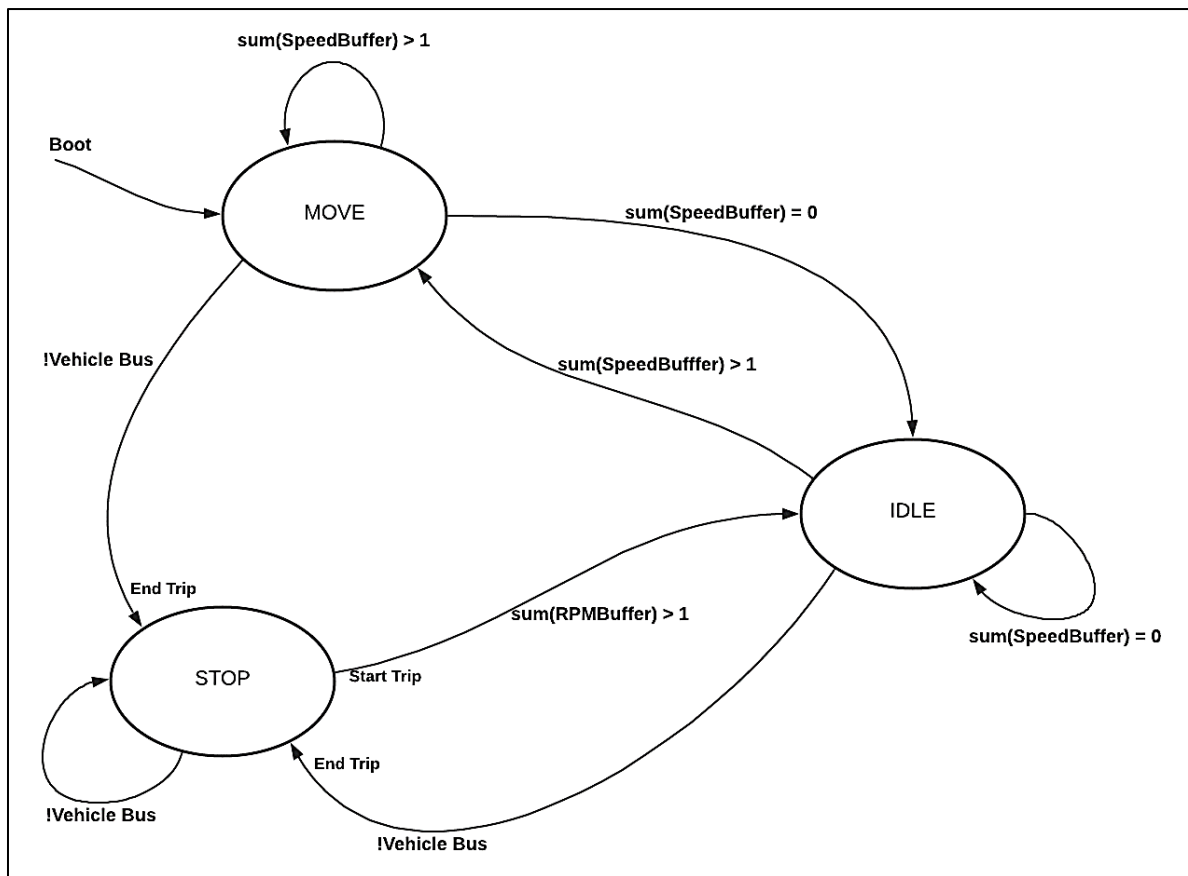 sum(SpeedBuffer) > 1
Boot
MOVE
sum(SpeedBuffer) = 0
!Vehicle Bus
sum(SpeedBufffer) > 1
IDLE
End Trip
sum(RPMBuffer) > 1
sum(SpeedBuffer) = 0
STOP
Start Trip
End Trip
!Vehicle Bus
!Vehicle Bus